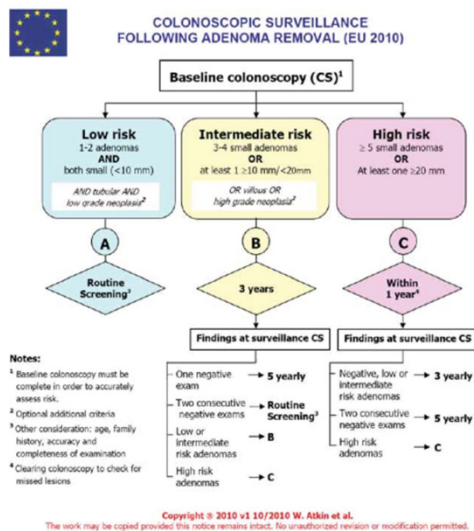 COLONOSCOPIC SURVEILLANCE
FOLLOWING ADENOMA REMOVAL (EU 2010)
Baseline colonoscopy (CS)¹
Low risk
1-2 adenomas
AND
both small (<10 mm)
AND tubular AND
low grade neoplasia²
Intermediate risk
3-4 small adenomas
OR
at least 1 ≥10 mm/<20mm
OR villous OR
high grade neoplasia²
High risk
≥ 5 small adenomas
OR
At least one ≥20 mm
A
B
C
Routine
Screening³
3 years
Within
1 year⁴
Findings at surveillance CS
One negative
exam
5 yearly
Two consecutive
negative exams
Routine
Screening³
Low or
intermediate
risk adenomas
B
High risk
adenomas
C
Findings at surveillance CS
Negative, low or
intermediate
risk adenomas
3 yearly
Two consecutive
negative exams
5 yearly
High risk
adenomas
C
Notes:
¹ Baseline colonoscopy must be
complete in order to accurately
assess risk.
² Optional additional criteria
³ Other consideration: age, family
history, accuracy and
completeness of examination
⁴ Clearing colonoscopy to check for
missed lesions
Copyright ® 2010 v1 10/2010 W. Atkin et al.
The work may be copied provided this notice remains intact. No unauthorized revision or modification permitted.